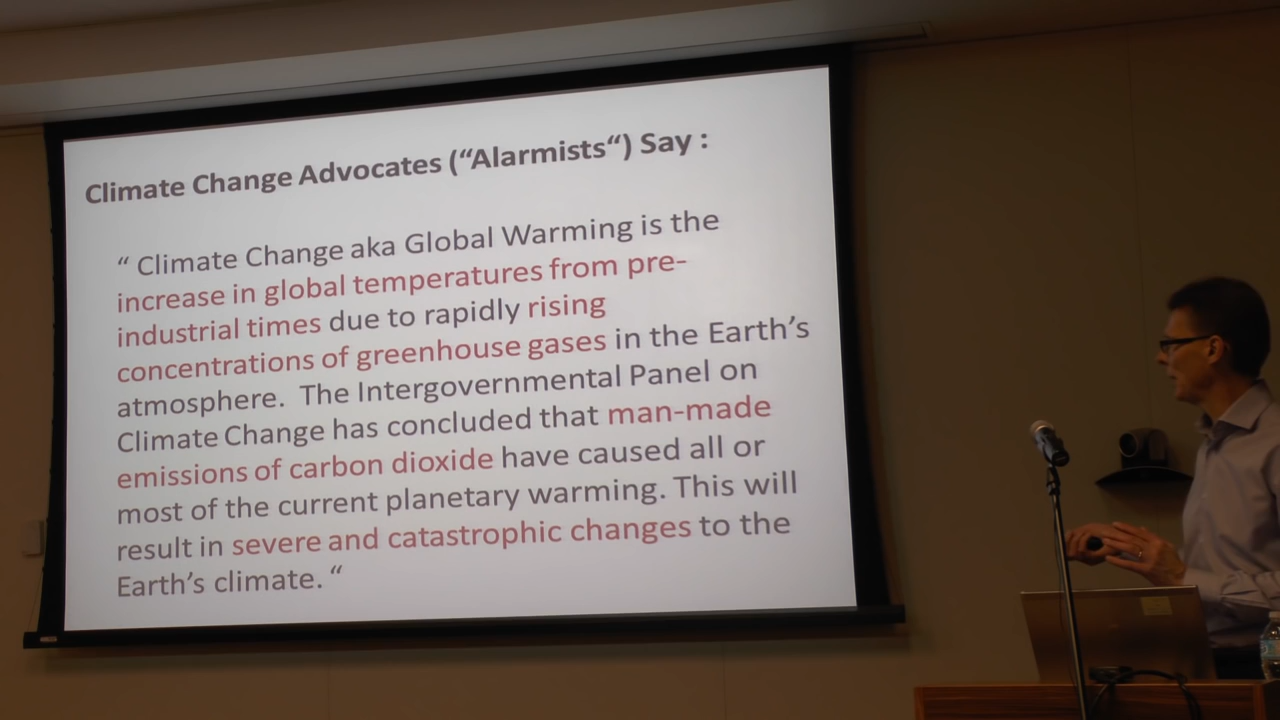 Climate Change Advocates (“Alarmists“) Say :
“ Climate Change aka Global Warming is the
increase in global temperatures from pre-
industrial times due to rapidly rising
concentrations of greenhouse gases in the Earth’s
atmosphere.  The Intergovernmental Panel on
Climate Change has concluded that man-made
emissions of carbon dioxide have caused all or
most of the current planetary warming. This will
result in severe and catastrophic changes to the
Earth’s climate. “